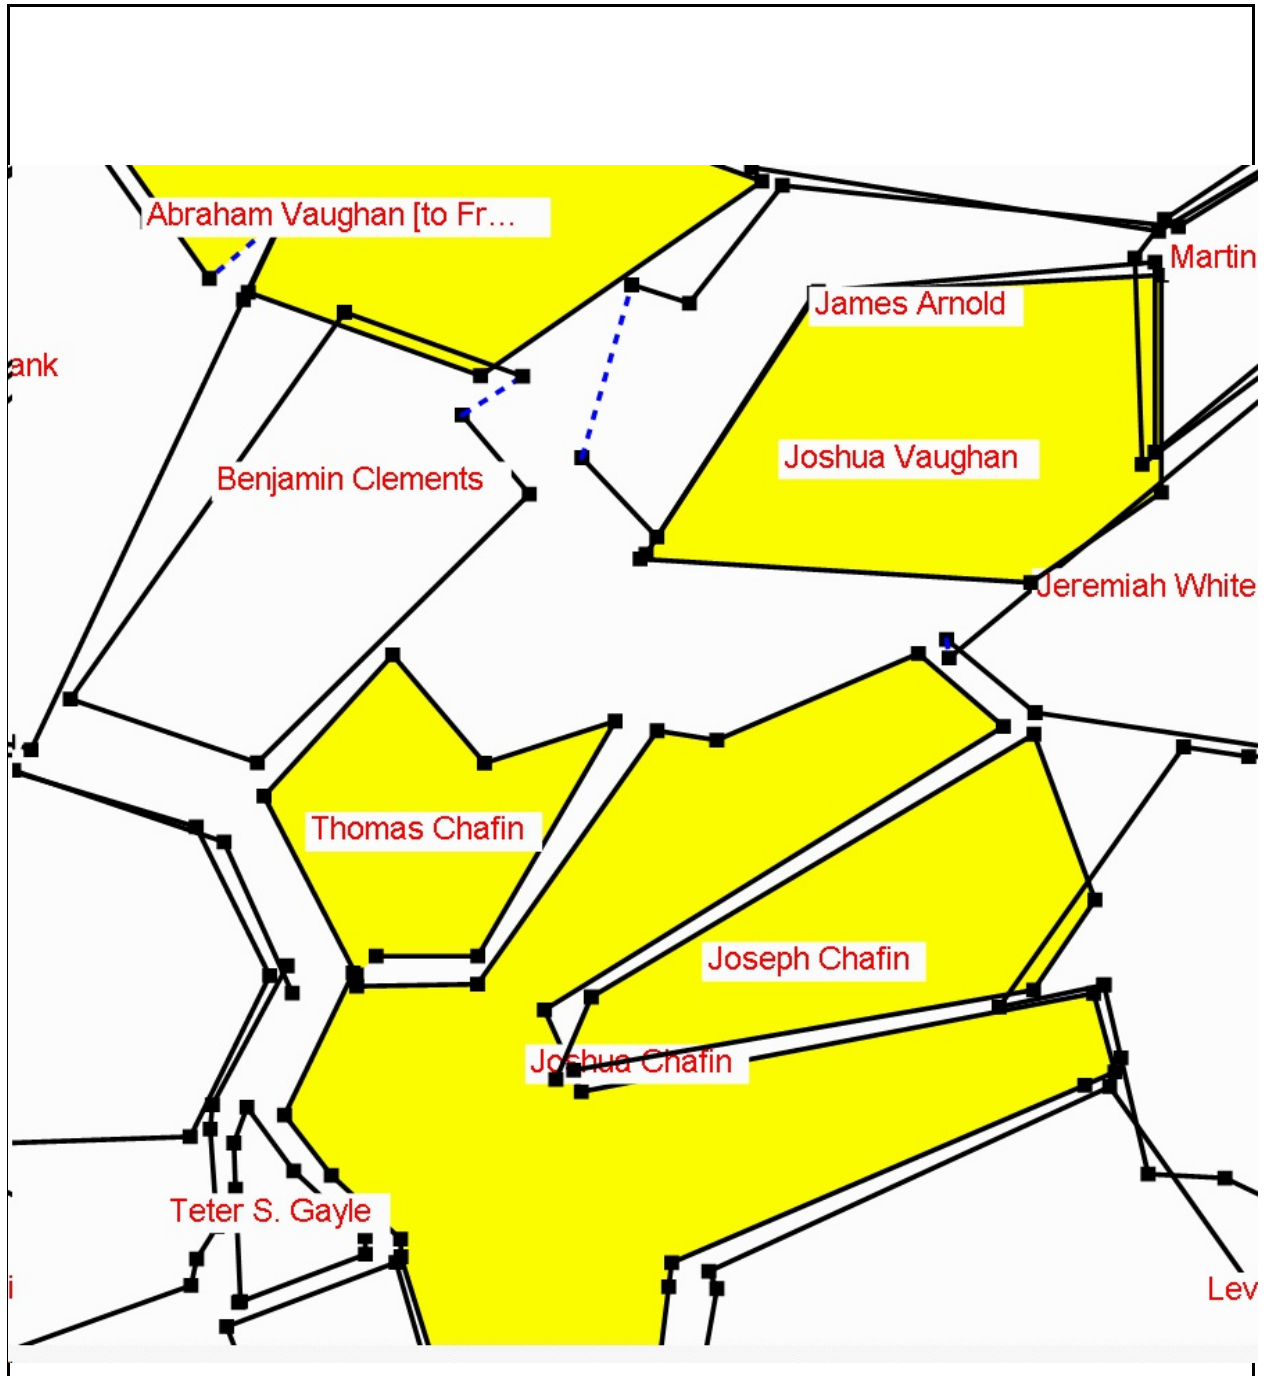 Abraham Vaughan [to Fr...
Martin
James Arnold
ank
Joshua Vaughan
Benjamin Clements
Jeremiah White
Thomas Chafin
Joseph Chafin
Joshua Chafin
Teter S. Gayle
i
Lev